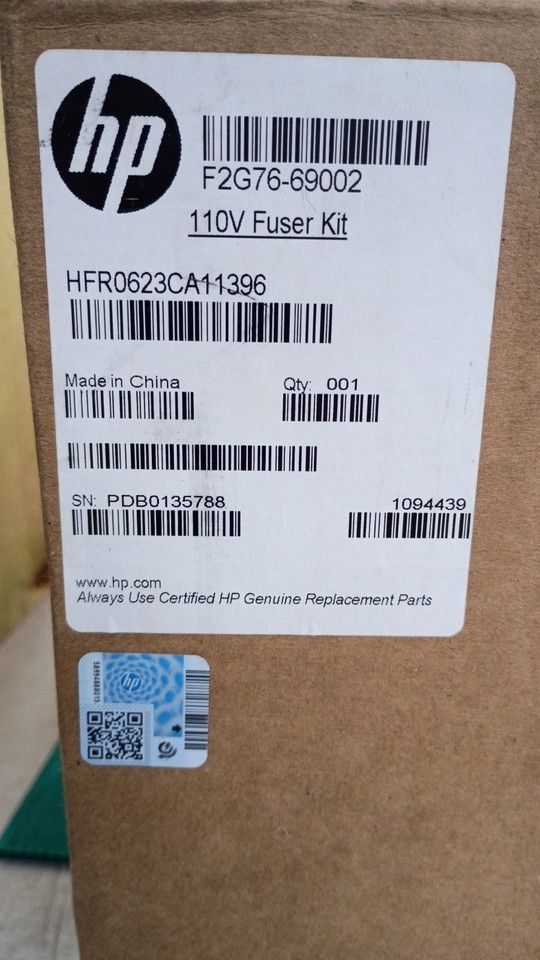 hp
F2G76-69002
110V Fuser Kit
HFR0623CA11396
Made in China
Qty: 001
SN: PDB0135788
1094439
www.hp.com
Always Use Certified HP Genuine Replacement Parts
hp